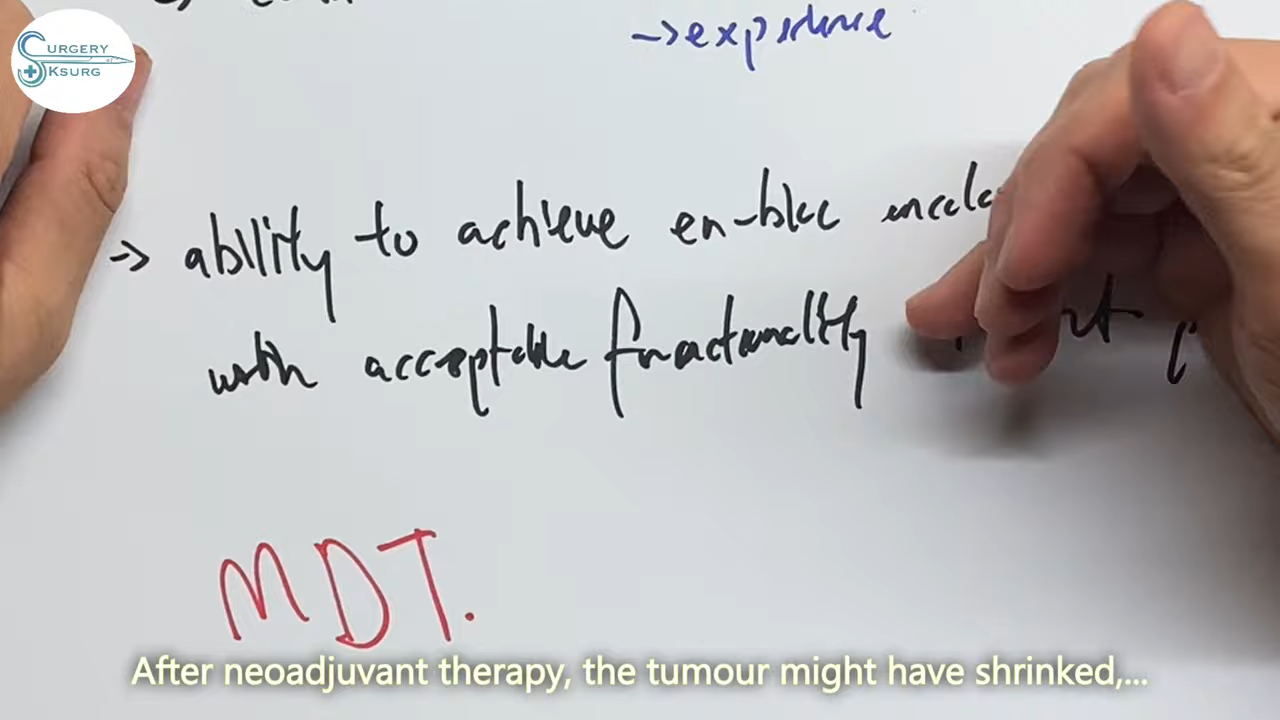 SURGERY
SKSURG
→experience
→ ability to achieve en-bloc
with acceptable functionality
MDT.
After neoadjuvant therapy, the tumour might have shrinked,...